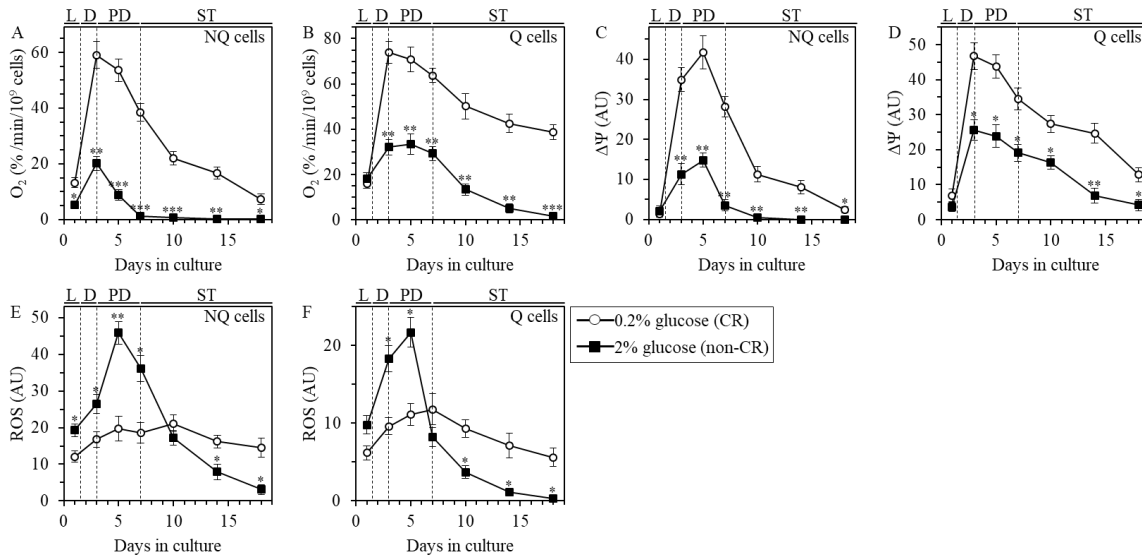 L D PD ST
A NQ cells
O₂ (% /min/10⁹ cells)
60
40
20
0
* ** *** *** *** ** *
0 5 10 15
Days in culture
L D PD ST
B Q cells
O₂ (% /min/10⁹ cells)
80
60
40
20
0
** ** ** ** ** ***
0 5 10 15
Days in culture
L D PD ST
C NQ cells
ΔΨ (AU)
40
30
20
10
0
** ** ** ** ** *
0 5 10 15
Days in culture
L D PD ST
D Q cells
ΔΨ (AU)
50
40
30
20
10
0
* * * * ** *
0 5 10 15
Days in culture
L D PD ST
E NQ cells
ROS (AU)
50
40
30
20
10
0
* * ** * * *
0 5 10 15
Days in culture
L D PD ST
F Q cells
ROS (AU)
20
10
0
* * * * *
0 5 10 15
Days in culture
0.2% glucose (CR)
2% glucose (non-CR)